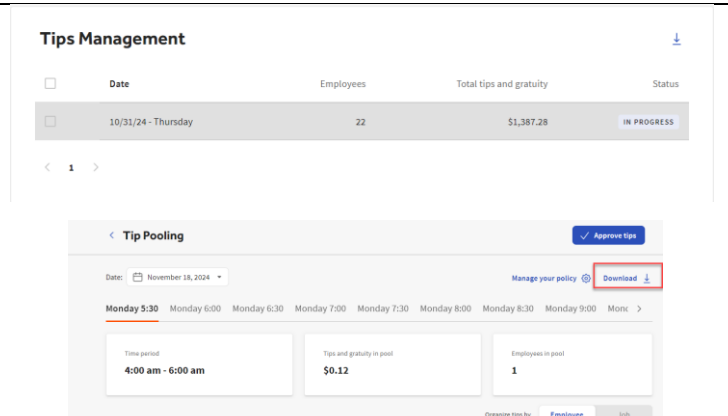 Tips Management
Date Employees Total tips and gratuity Status
10/31/24 - Thursday 22 $1,387.28 IN PROGRESS
< 1 >
< Tip Pooling Approve tips
Date: November 18, 2024 Manage your policy Download
Monday 5:30 Monday 6:00 Monday 6:30 Monday 7:00 Monday 7:30 Monday 8:00 Monday 8:30 Monday 9:00 Mond >
Time period Tips and gratuity in pool Employees in pool
4:00 am - 6:00 am $0.12 1
Organize tips by Employee Job